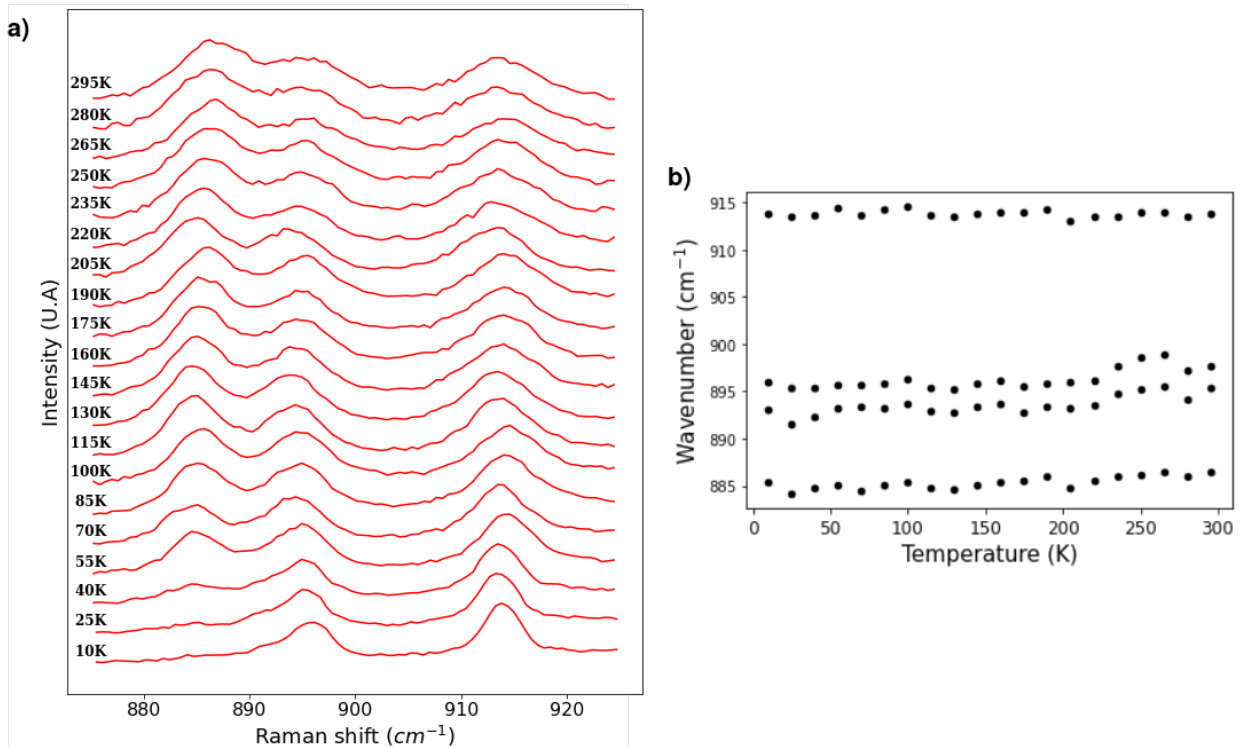 a)
295K
280K
265K
250K
235K
220K
205K
190K
175K
160K
145K
130K
115K
100K
85K
70K
55K
40K
25K
10K
Intensity (U.A)
880 890 900 910 920
Raman shift (cm⁻¹)
b)
915
910
905
900
895
890
885
Wavenumber (cm⁻¹)
0 50 100 150 200 250 300
Temperature (K)